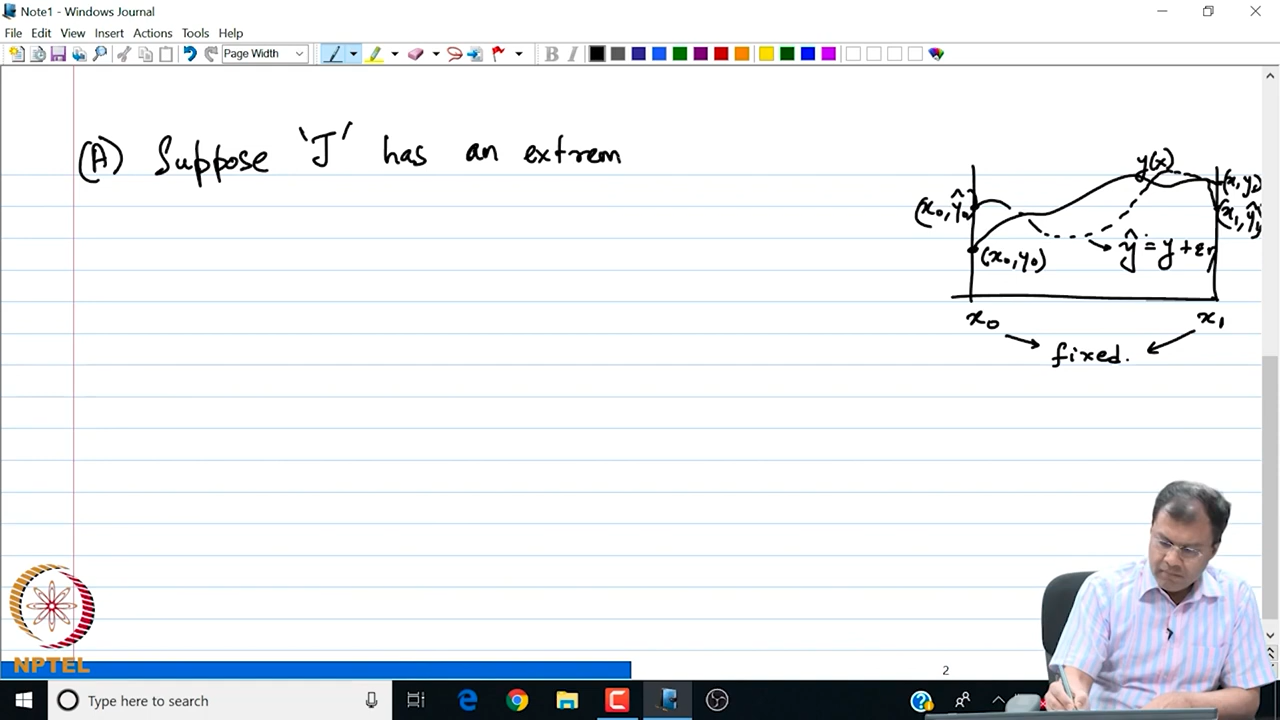 Note1 - Windows Journal
File Edit View Insert Actions Tools Help
Page Width
B I
(A) Suppose 'J' has an extrem
y(x)
(x₀, ŷ₀)
(x₀, y₀)
ŷ = y + εη
x₀
x₁
fixed.
NPTEL
2
Type here to search